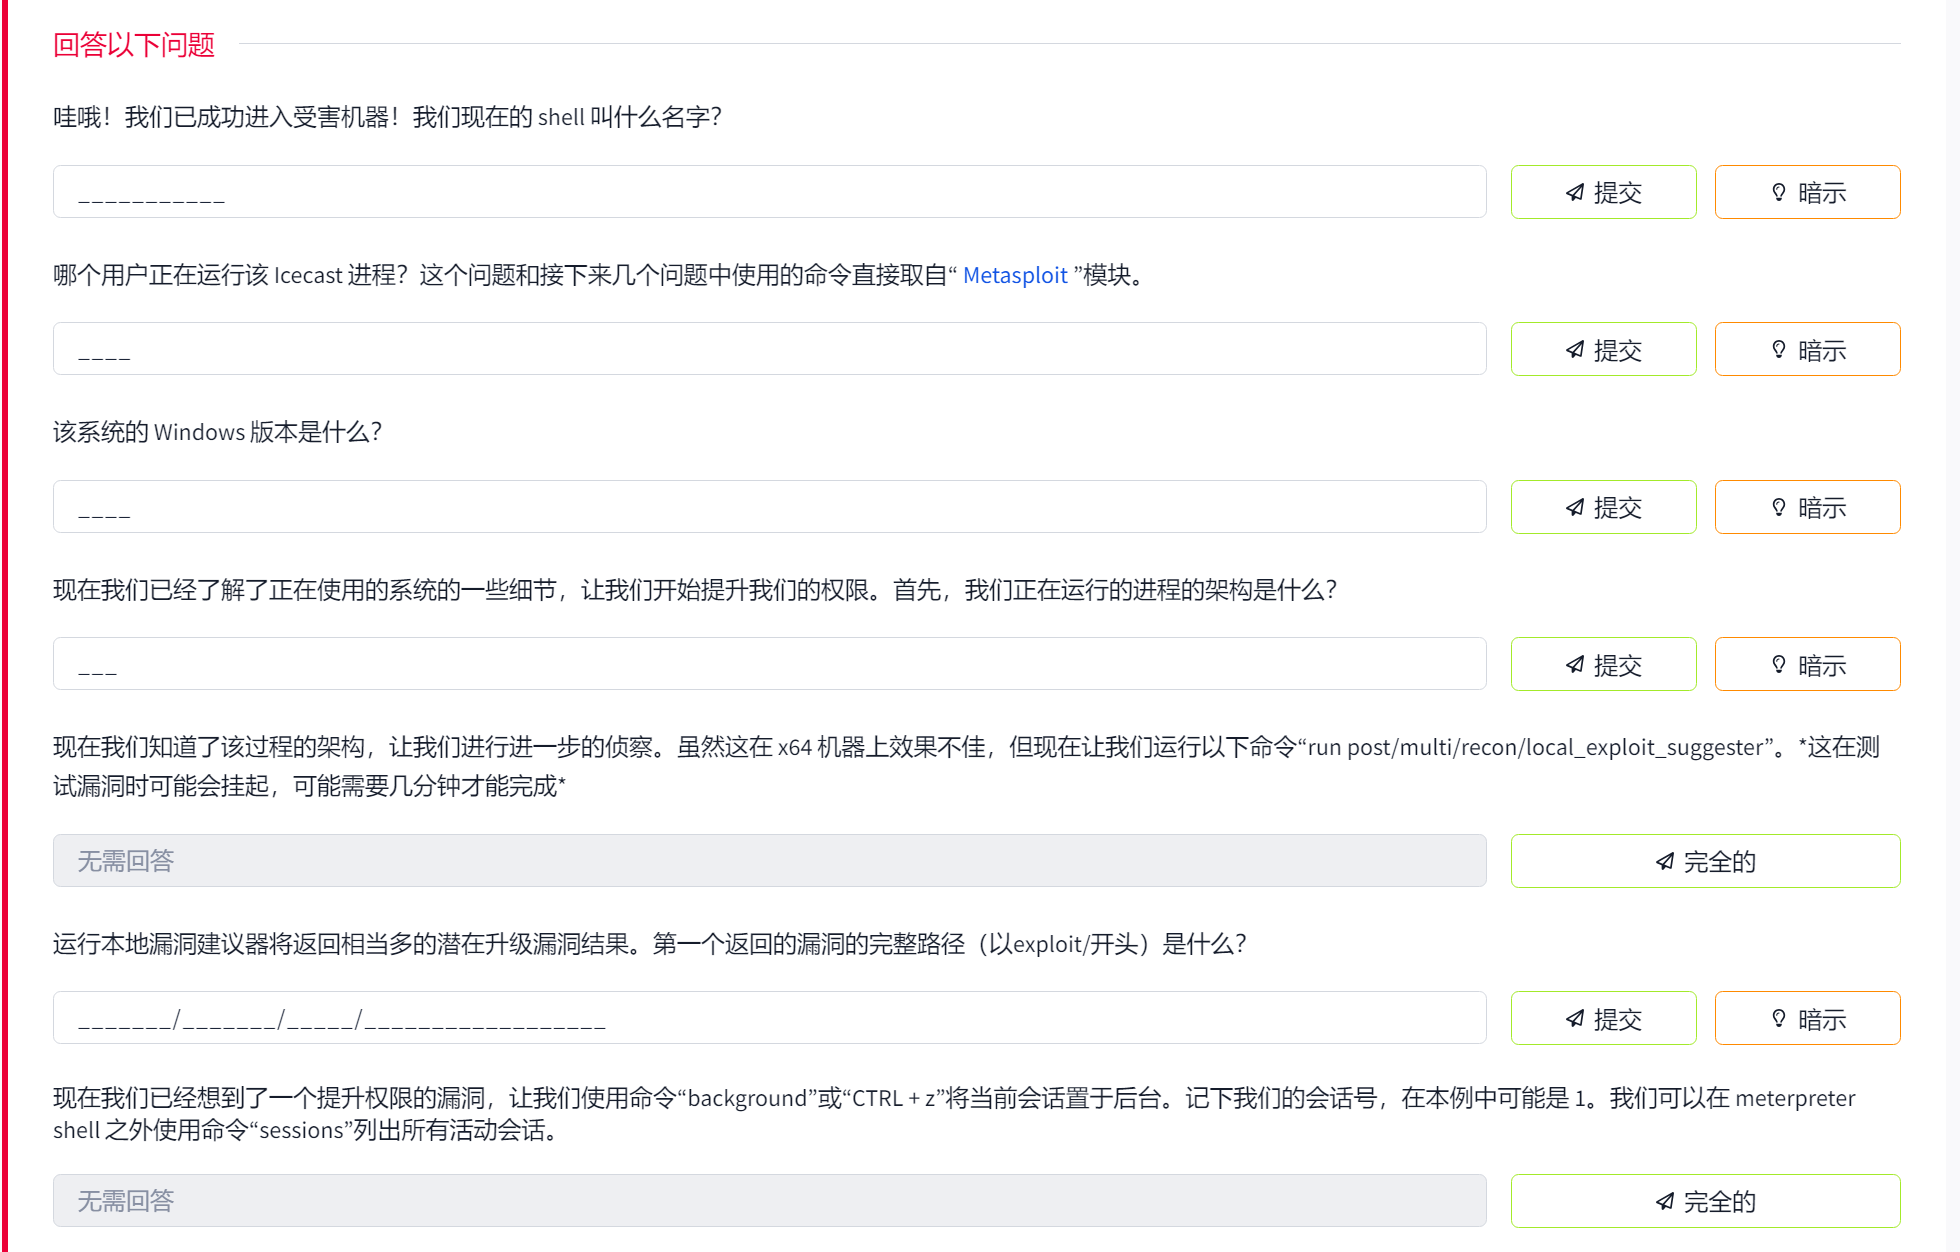 回答以下问题
哇哦！我们已成功进入受害机器！我们现在的 shell 叫什么名字？
___________
提交
暗示
哪个用户正在运行该 Icecast 进程？这个问题和接下来几个问题中使用的命令直接取自“ Metasploit ”模块。
____
提交
暗示
该系统的 Windows 版本是什么？
____
提交
暗示
现在我们已经了解了正在使用的系统的一些细节，让我们开始提升我们的权限。首先，我们正在运行的进程的架构是什么？
___
提交
暗示
现在我们知道了该过程的架构，让我们进行进一步的侦察。虽然这在 x64 机器上效果不佳，但现在让我们运行以下命令“run post/multi/recon/local_exploit_suggester”。*这在测
试漏洞时可能会挂起，可能需要几分钟才能完成*
无需回答
完全的
运行本地漏洞建议器将返回相当多的潜在升级漏洞结果。第一个返回的漏洞的完整路径（以exploit/开头）是什么？
_______/_______/_____/__________________
提交
暗示
现在我们已经想到了一个提升权限的漏洞，让我们使用命令“background”或“CTRL + z”将当前会话置于后台。记下我们的会话号，在本例中可能是 1。我们可以在 meterpreter
shell 之外使用命令“sessions”列出所有活动会话。
无需回答
完全的